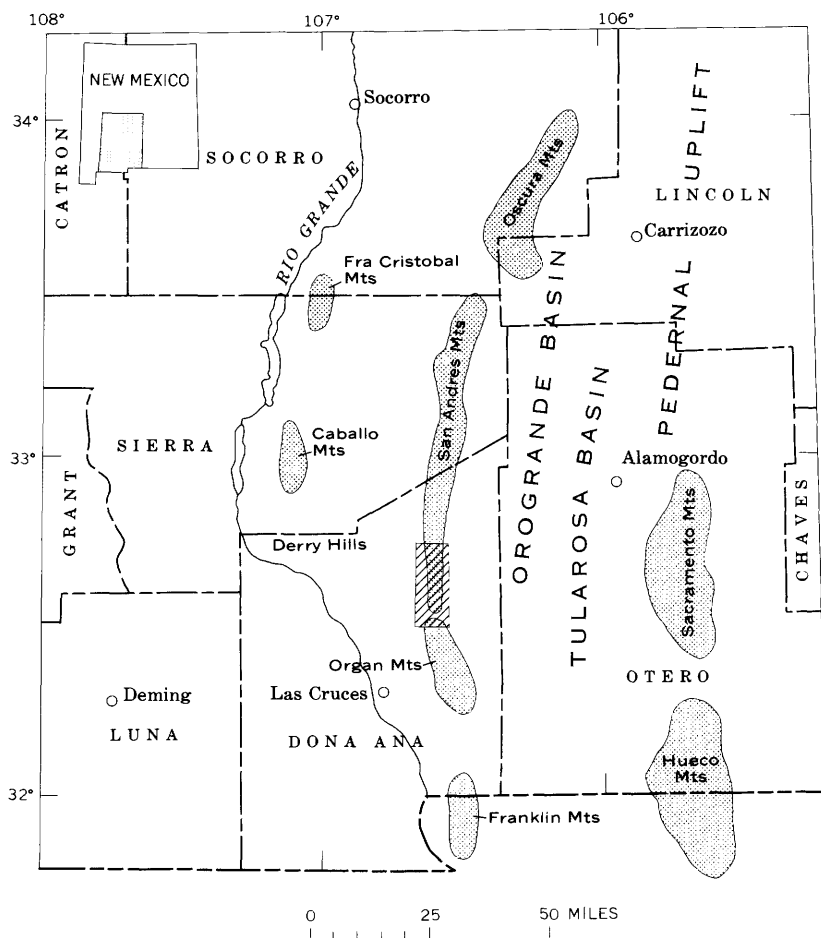 108°
107°
106°
NEW MEXICO
Socorro
34°
CATRON
SOCORRO
RIO GRANDE
Oscura Mts
UPLIFT
LINCOLN
Carrizozo
Fra Cristobal
Mts
San Andres Mts
OROGRANDE BASIN
TULAROSA BASIN
PEDERNAL
33°
SIERRA
Caballo
Mts
Alamogordo
GRANT
Derry Hills
Sacramento Mts
CHAVES
Organ Mts
OTERO
Deming
Las Cruces
LUNA
DONA ANA
Hueco
Mts
32°
Franklin Mts
0 25 50 MILES